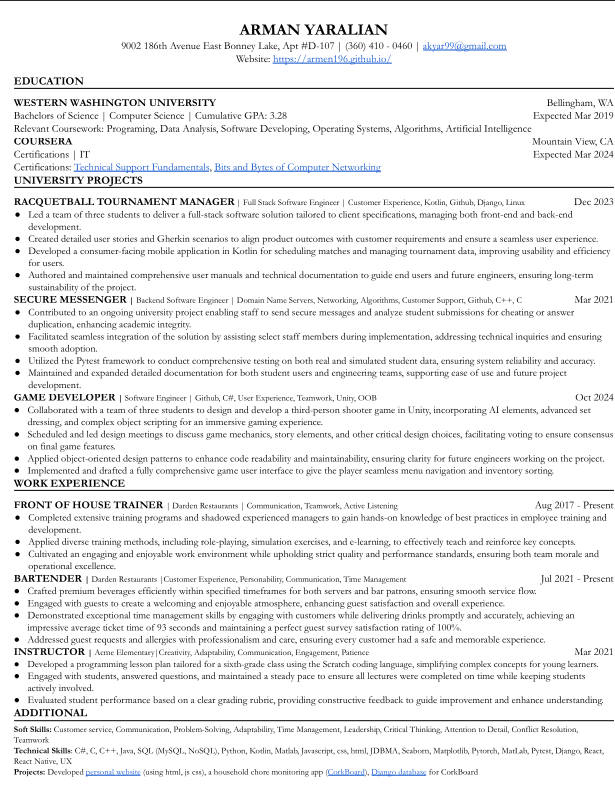 ARMAN YARALIAN
9002 186th Avenue East Bonney Lake, Apt #D-107 | (360) 410 - 0460 | akyar99@gmail.com
Website: https://armen196.github.io/
EDUCATION
WESTERN WASHINGTON UNIVERSITY Bellingham, WA
Bachelors of Science | Computer Science | Cumulative GPA: 3.28 Expected Mar 2019
Relevant Coursework: Programing, Data Analysis, Software Developing, Operating Systems, Algorithms, Artificial Intelligence
COURSERA Mountain View, CA
Certifications | IT Expected Mar 2024
Certifications: Technical Support Fundamentals, Bits and Bytes of Computer Networking
UNIVERSITY PROJECTS
RACQUETBALL TOURNAMENT MANAGER | Full Stack Software Engineer | Customer Experience, Kotlin, Github, Django, Linux Dec 2023
● Led a team of three students to deliver a full-stack software solution tailored to client specifications, managing both front-end and back-end
development.
● Created detailed user stories and Gherkin scenarios to align product outcomes with customer requirements and ensure a seamless user experience.
● Developed a consumer-facing mobile application in Kotlin for scheduling matches and managing tournament data, improving usability and efficiency
for users.
● Authored and maintained comprehensive user manuals and technical documentation to guide end users and future engineers, ensuring long-term
sustainability of the project.
SECURE MESSENGER | Backend Software Engineer | Domain Name Servers, Networking, Algorithms, Customer Support, Github, C++, C Mar 2021
● Contributed to an ongoing university project enabling staff to send secure messages and analyze student submissions for cheating or answer
duplication, enhancing academic integrity.
● Facilitated seamless integration of the solution by assisting select staff members during implementation, addressing technical inquiries and ensuring
smooth adoption.
● Utilized the Pytest framework to conduct comprehensive testing on both real and simulated student data, ensuring system reliability and accuracy.
● Maintained and expanded detailed documentation for both student users and engineering teams, supporting ease of use and future project
development.
GAME DEVELOPER | Software Engineer | Github, C#, User Experience, Teamwork, Unity, OOB Oct 2024
● Collaborated with a team of three students to design and develop a third-person shooter game in Unity, incorporating AI elements, advanced set
dressing, and complex object scripting for an immersive gaming experience.
● Scheduled and led design meetings to discuss game mechanics, story elements, and other critical design choices, facilitating voting to ensure consensus
on final game features.
● Applied object-oriented design patterns to enhance code readability and maintainability, ensuring clarity for future engineers working on the project.
● Implemented and drafted a fully comprehensive game user interface to give the player seamless menu navigation and inventory sorting.
WORK EXPERIENCE
FRONT OF HOUSE TRAINER | Darden Restaurants | Communication, Teamwork, Active Listening Aug 2017 - Present
● Completed extensive training programs and shadowed experienced managers to gain hands-on knowledge of best practices in employee training and
development.
● Applied diverse training methods, including role-playing, simulation exercises, and e-learning, to effectively teach and reinforce key concepts.
● Cultivated an engaging and enjoyable work environment while upholding strict quality and performance standards, ensuring both team morale and
operational excellence.
BARTENDER | Darden Restaurants |Customer Experience, Personability, Communication, Time Management Jul 2021 - Present
● Crafted premium beverages efficiently within specified timeframes for both servers and bar patrons, ensuring smooth service flow.
● Engaged with guests to create a welcoming and enjoyable atmosphere, enhancing guest satisfaction and overall experience.
● Demonstrated exceptional time management skills by engaging with customers while delivering drinks promptly and accurately, achieving an
impressive average ticket time of 93 seconds and maintaining a perfect guest survey satisfaction rating of 100%.
● Addressed guest requests and allergies with professionalism and care, ensuring every customer had a safe and memorable experience.
INSTRUCTOR | Acme Elementary|Creativity, Adaptability, Communication, Engagement, Patience Mar 2021
● Developed a programming lesson plan tailored for a sixth-grade class using the Scratch coding language, simplifying complex concepts for young learners.
● Engaged with students, answered questions, and maintained a steady pace to ensure all lectures were completed on time while keeping students
actively involved.
● Evaluated student performance based on a clear grading rubric, providing constructive feedback to guide improvement and enhance understanding.
ADDITIONAL
Soft Skills: Customer service, Communication, Problem-Solving, Adaptability, Time Management, Leadership, Critical Thinking, Attention to Detail, Conflict Resolution,
Teamwork
Technical Skills: C#, C, C++, Java, SQL (MySQL, NoSQL), Python, Kotlin, Matlab, Javascript, css, html, JDBMA, Seaborn, Matplotlib, Pytorch, MatLab, Pytest, Django, React,
React Native, UX
Projects: Developed personal website (using html, js css), a household chore monitoring app (CorkBoard), Django database for CorkBoard